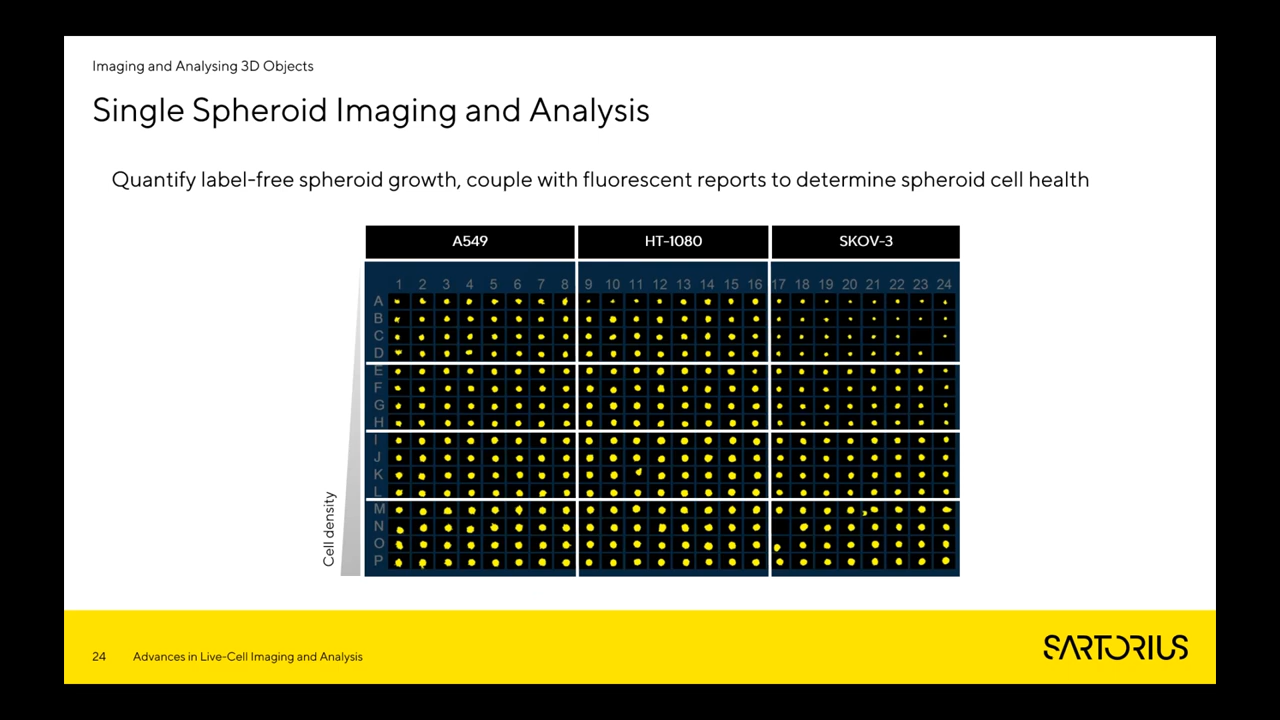 Imaging and Analysing 3D Objects
Single Spheroid Imaging and Analysis
Quantify label-free spheroid growth, couple with fluorescent reports to determine spheroid cell health
A549 HT-1080 SKOV-3
1 2 3 4 5 6 7 8 9 10 11 12 13 14 15 16 17 18 19 20 21 22 23 24
A
B
C
D
E
F
G
H
I
J
K
L
M
N
O
P
Cell density
24 Advances in Live-Cell Imaging and Analysis
SARTORIUS